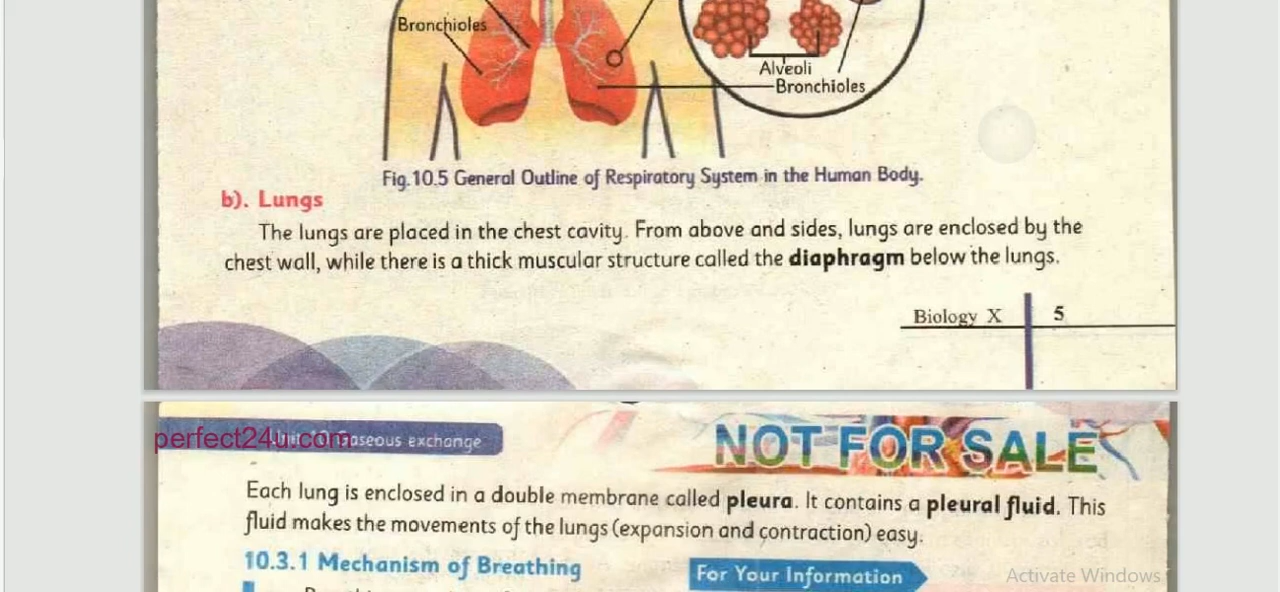 Bronchioles
Alveoli
Bronchioles
Fig.10.5 General Outline of Respiratory System in the Human Body.
b). Lungs
The lungs are placed in the chest cavity. From above and sides, lungs are enclosed by the
chest wall, while there is a thick muscular structure called the diaphragm below the lungs.
Biology X 5
perfect24u.com
Gaseous exchange
NOT FOR SALE
Each lung is enclosed in a double membrane called pleura. It contains a pleural fluid. This
fluid makes the movements of the lungs (expansion and contraction) easy.
10.3.1 Mechanism of Breathing
For Your Information
Activate Windows